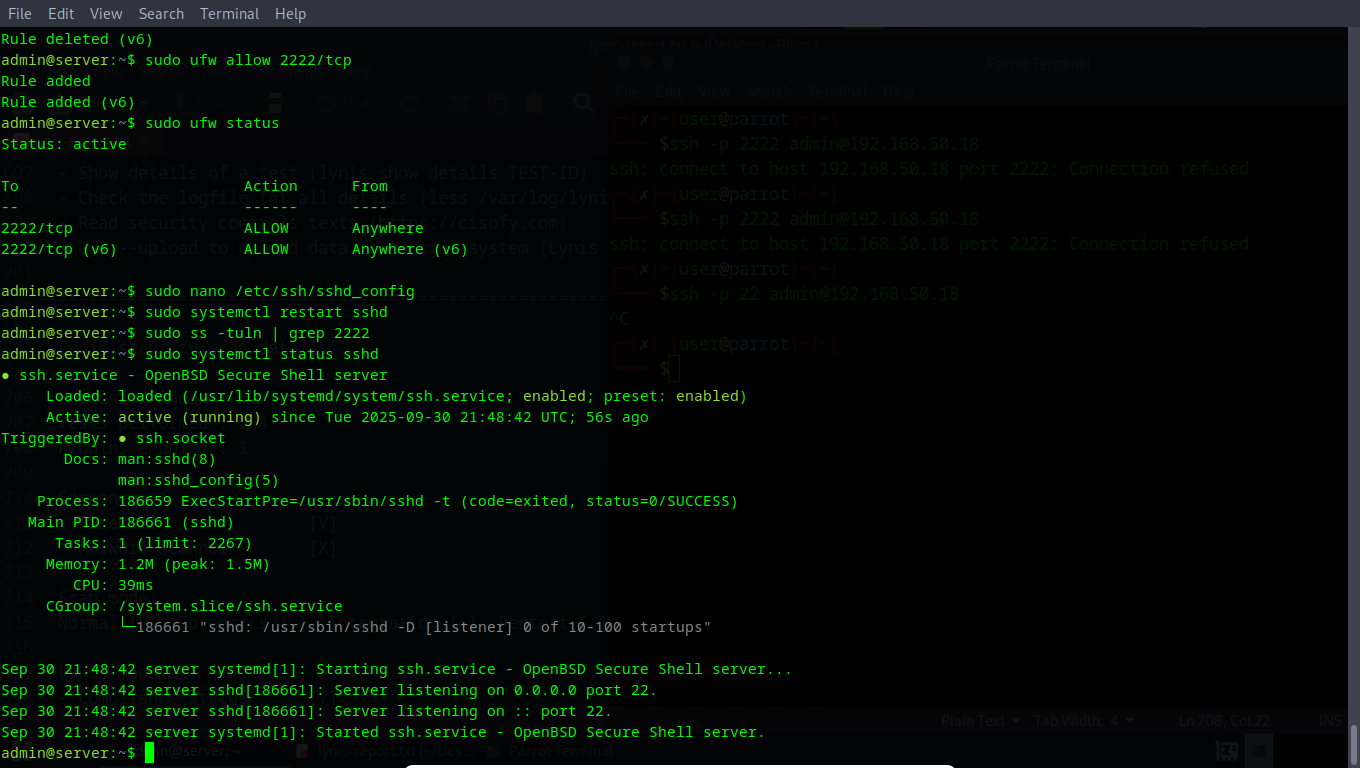 File Edit View Search Terminal Help
Rule deleted (v6)
admin@server:~$ sudo ufw allow 2222/tcp
Rule added
Rule added (v6)
admin@server:~$ sudo ufw status
Status: active
To Action From
-- ------ ----
2222/tcp ALLOW Anywhere
2222/tcp (v6) ALLOW Anywhere (v6)
admin@server:~$ sudo nano /etc/ssh/sshd_config
admin@server:~$ sudo systemctl restart sshd
admin@server:~$ sudo ss -tuln | grep 2222
admin@server:~$ sudo systemctl status sshd
● ssh.service - OpenBSD Secure Shell server
Loaded: loaded (/usr/lib/systemd/system/ssh.service; enabled; preset: enabled)
Active: active (running) since Tue 2025-09-30 21:48:42 UTC; 56s ago
TriggeredBy: ● ssh.socket
Docs: man:sshd(8)
man:sshd_config(5)
Process: 186659 ExecStartPre=/usr/sbin/sshd -t (code=exited, status=0/SUCCESS)
Main PID: 186661 (sshd)
Tasks: 1 (limit: 2267)
Memory: 1.2M (peak: 1.5M)
CPU: 39ms
CGroup: /system.slice/ssh.service
└─186661 "sshd: /usr/sbin/sshd -D [listener] 0 of 10-100 startups"
Sep 30 21:48:42 server systemd[1]: Starting ssh.service - OpenBSD Secure Shell server...
Sep 30 21:48:42 server sshd[186661]: Server listening on 0.0.0.0 port 22.
Sep 30 21:48:42 server sshd[186661]: Server listening on :: port 22.
Sep 30 21:48:42 server systemd[1]: Started ssh.service - OpenBSD Secure Shell server.
admin@server:~$
Parrot Terminal
File Edit View Search Terminal Help
┌─[✗]─[user@parrot]─[~]
└──╼ $ssh -p 2222 admin@192.168.50.18
ssh: connect to host 192.168.50.18 port 2222: Connection refused
┌─[✗]─[user@parrot]─[~]
└──╼ $ssh -p 2222 admin@192.168.50.18
ssh: connect to host 192.168.50.18 port 2222: Connection refused
┌─[✗]─[user@parrot]─[~]
└──╼ $ssh -p 22 admin@192.168.50.18
^C
┌─[✗]─[user@parrot]─[~]
└──╼ $
- Show details of a test (lynis show details TEST-ID)
- Check the logfile for all details (less /var/log/lyni
- Read security controls texts (https://cisofy.com)
709
[V]
[X]
713
714
715
716
Plain Text Tab Width: 4 Ln 708, Col 22 INS
Parrot Terminal